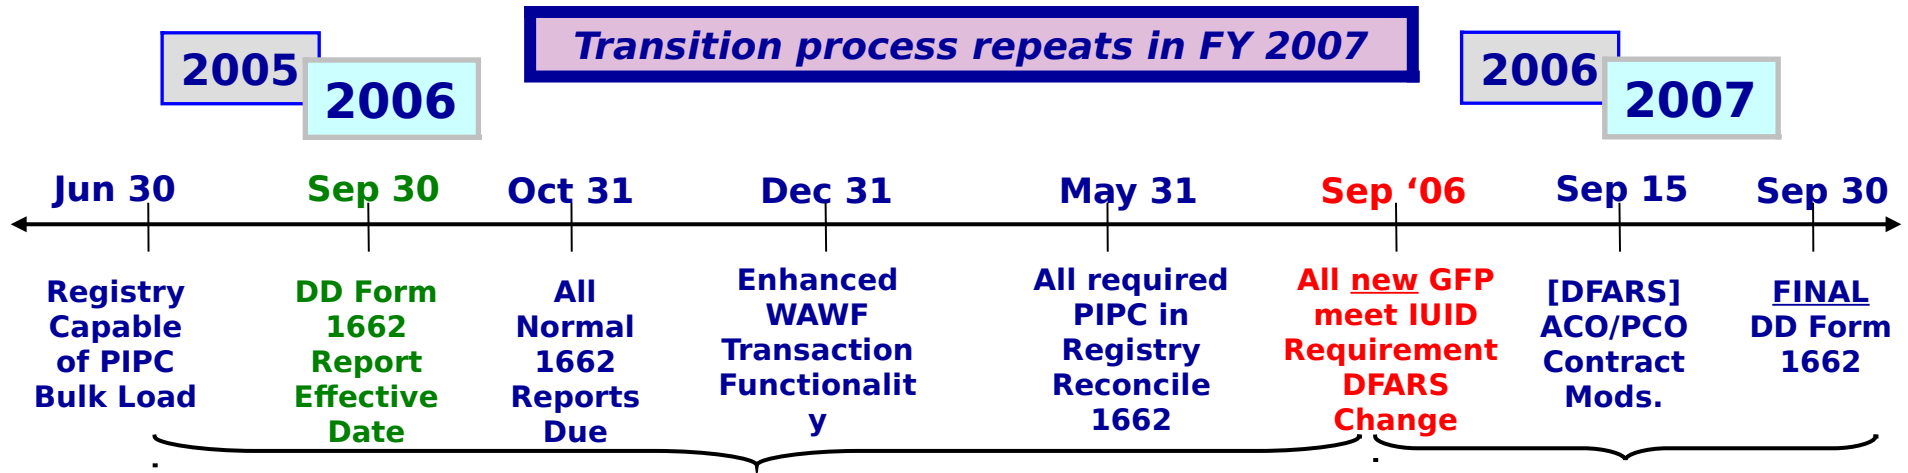 Transition process repeats in FY 2007
2005
2006
2006
2007
Jun 30
Sep 30
Oct 31
Dec 31
May 31
Sep ‘06
Sep 15
Sep 30
Registry
Capable
of PIPC
Bulk Load
DD Form
1662
Report
Effective
Date
All
Normal
1662
Reports
Due
Enhanced
WAWF
Transaction
Functionalit
y
All required
PIPC in
Registry
Reconcile
1662
All new GFP
meet IUID
Requirement
DFARS
Change
[DFARS]
ACO/PCO
Contract
Mods.
FINAL
DD Form
1662